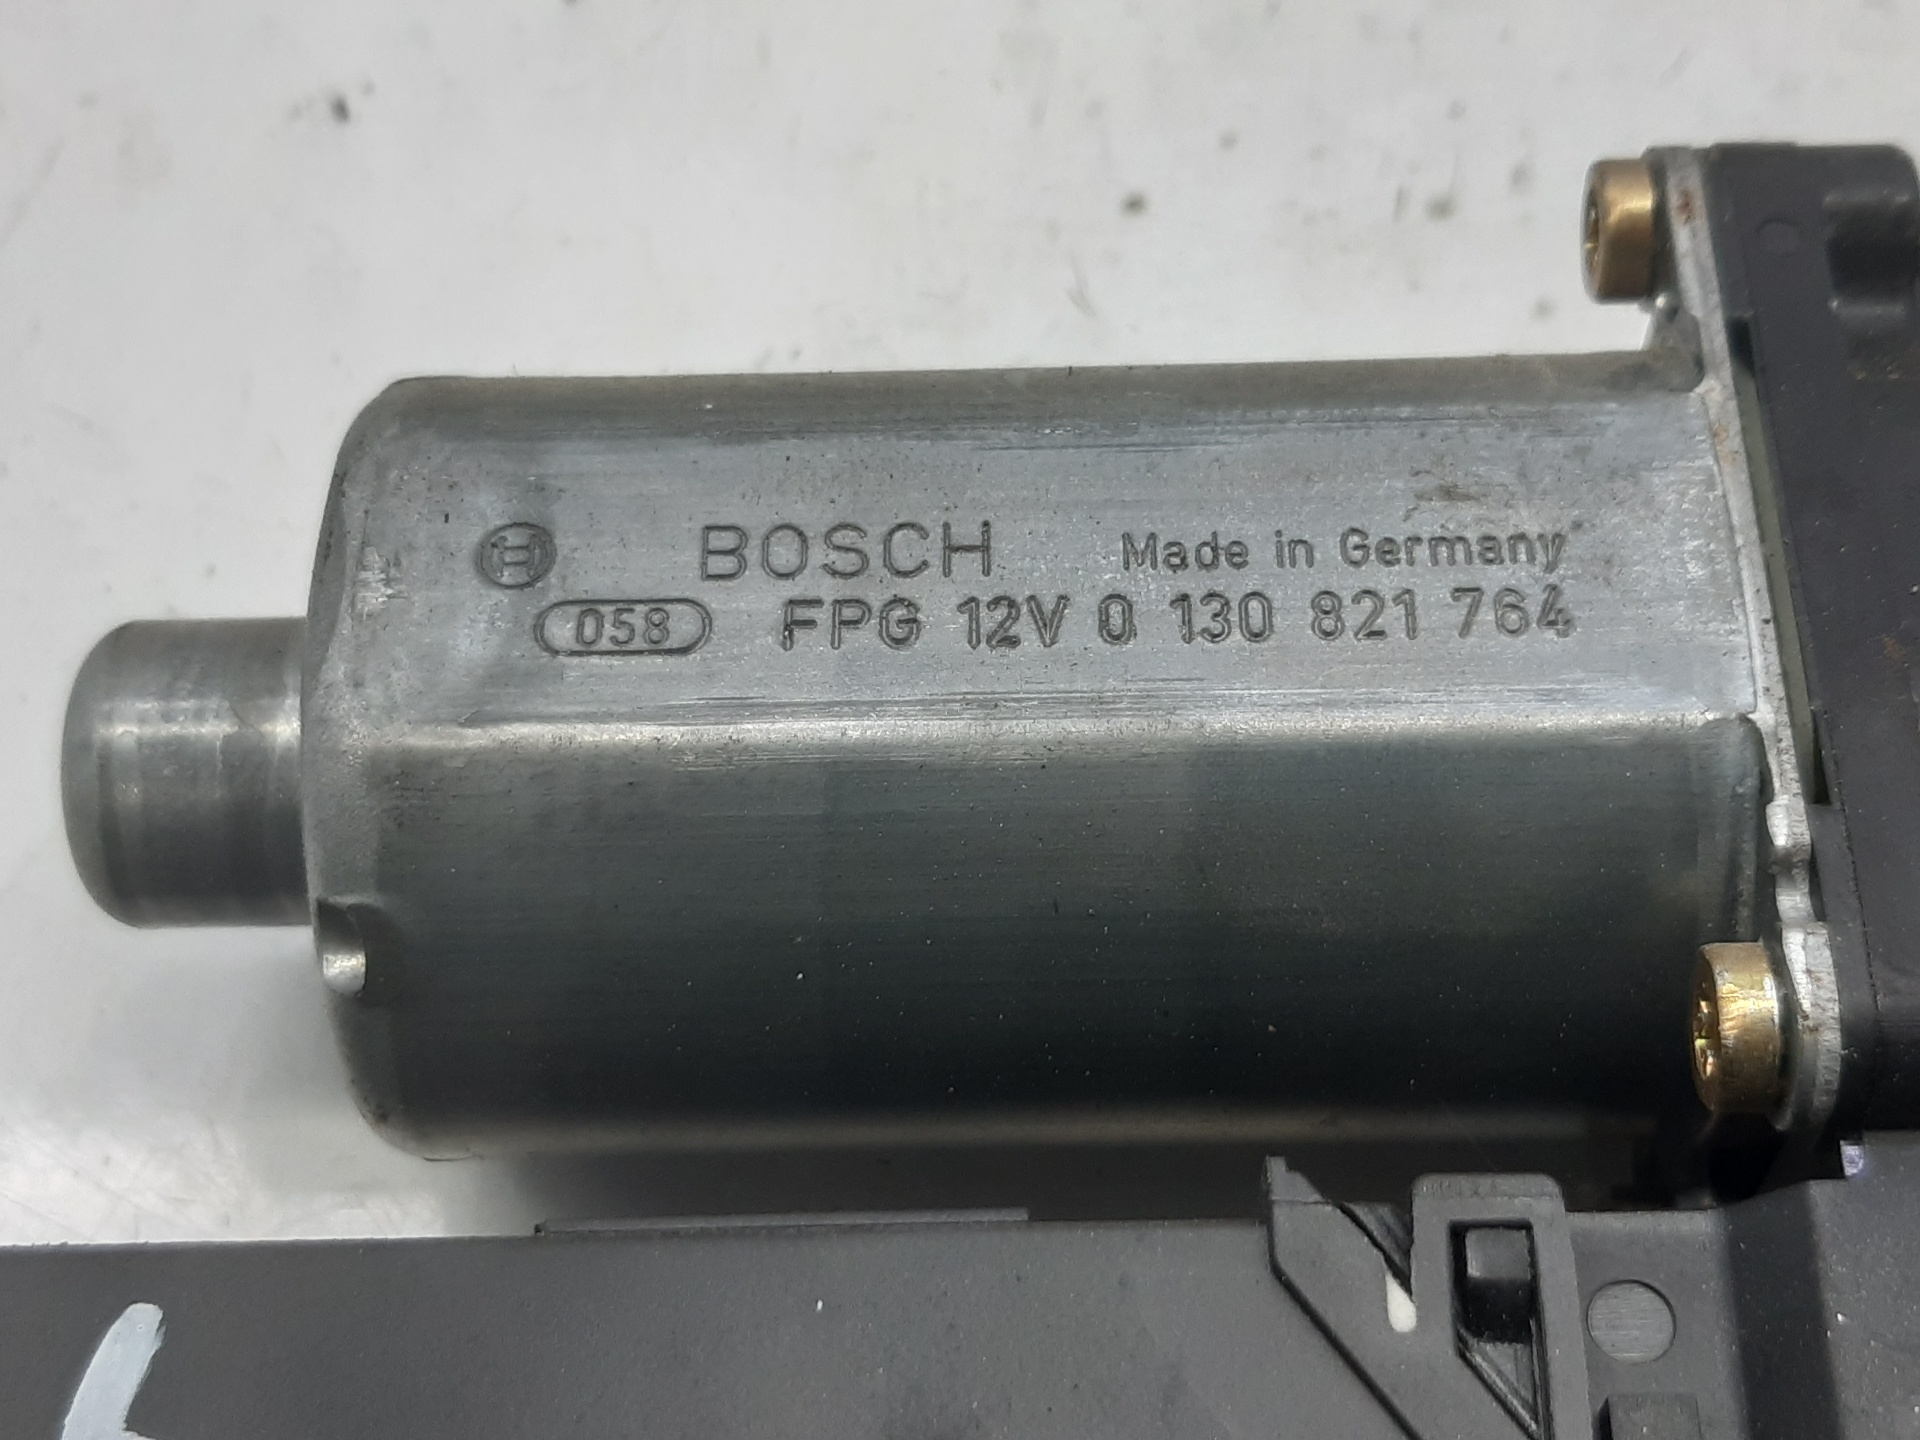 BOSCH Made in Germany
058 FPG 12V 0 130 821 764